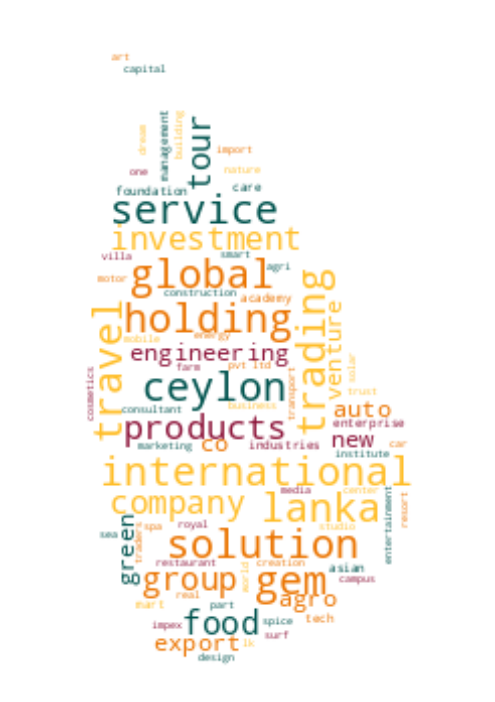 art
capital
dream
management
building
tour
import
one
nature
foundation
care
service
investment
villa
smart
agri
motor
global
construction
academy
travel
holding
trading
venture
mobile
energy
engineering
farm
pvt ltd
solar
cosmetics
ceylon
transport
trust
consultant
business
auto
products
enterprise
marketing
co
industries
new
car
institute
international
media
center
company
lanka
resort
entertainment
green
traders
spa
royal
studio
sea
solution
restaurant
creation
asian
group
world
gem
campus
real
agro
mart
part
tech
impex
food
spice
surf
export
lk
design